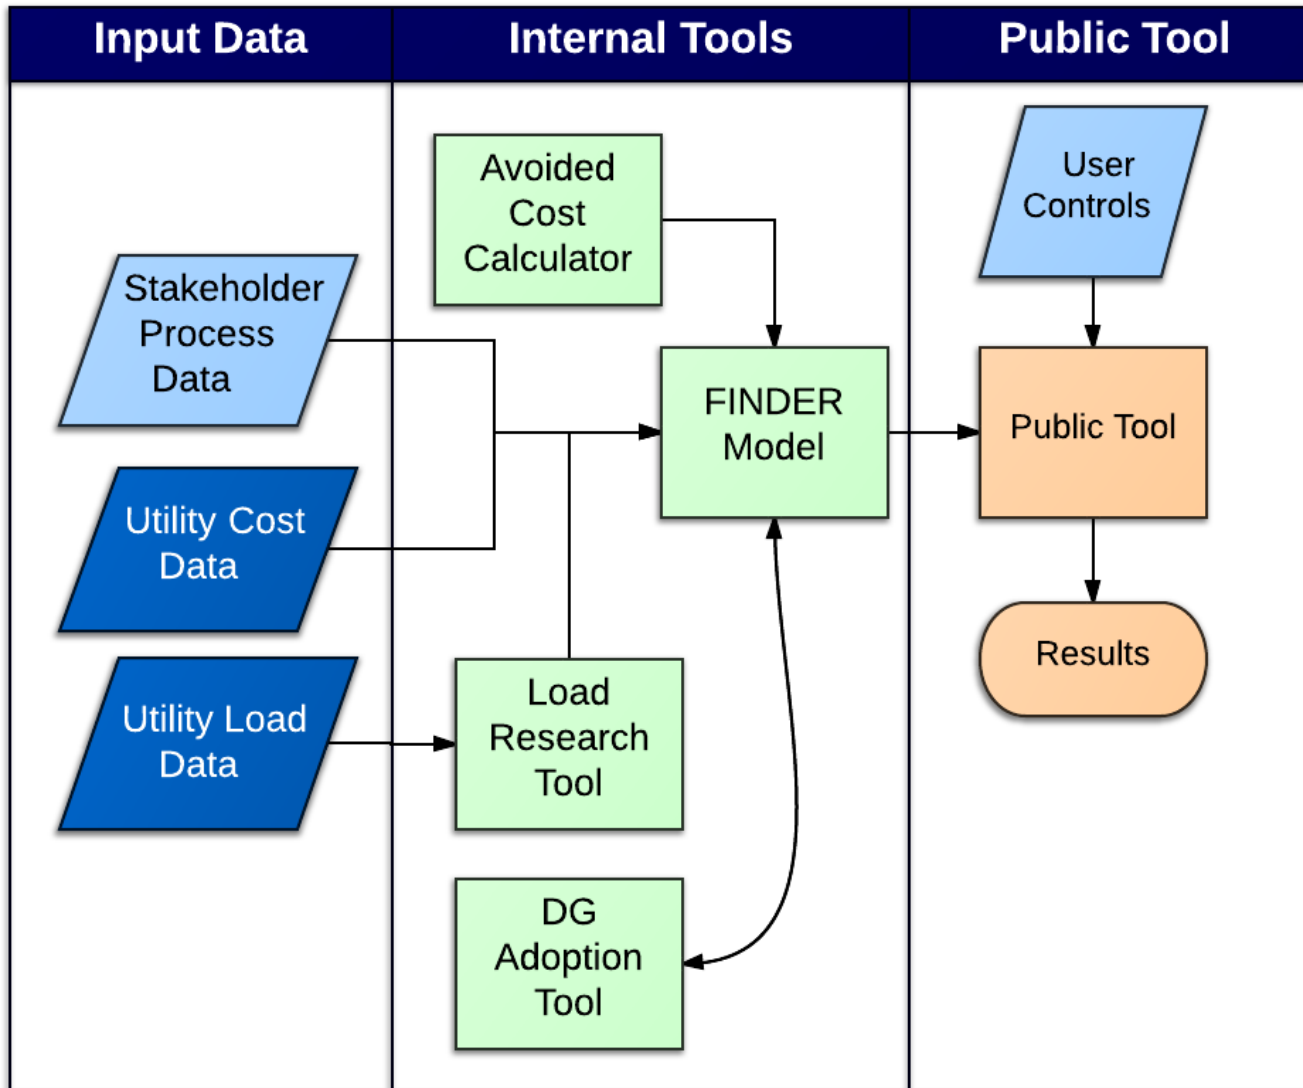 Input Data
Internal Tools
Public Tool
Stakeholder
Process
Data
Utility Cost
Data
Utility Load
Data
Avoided
Cost
Calculator
FINDER
Model
Load
Research
Tool
DG
Adoption
Tool
User
Controls
Public Tool
Results